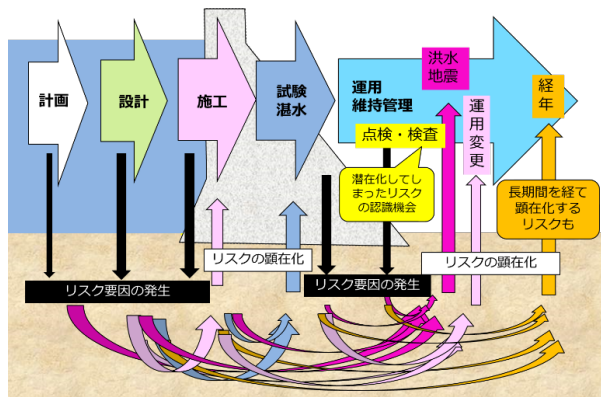 計画
設計
施工
試験
湛水
運用
維持管理
洪水
地震
点検・検査
運
用
変
更
経
年
潜在化してし
まったリスク
の認識機会
長期間を経て
顕在化する
リスクも
リスクの顕在化
リスクの顕在化
リスク要因の発生
リスク要因の発生